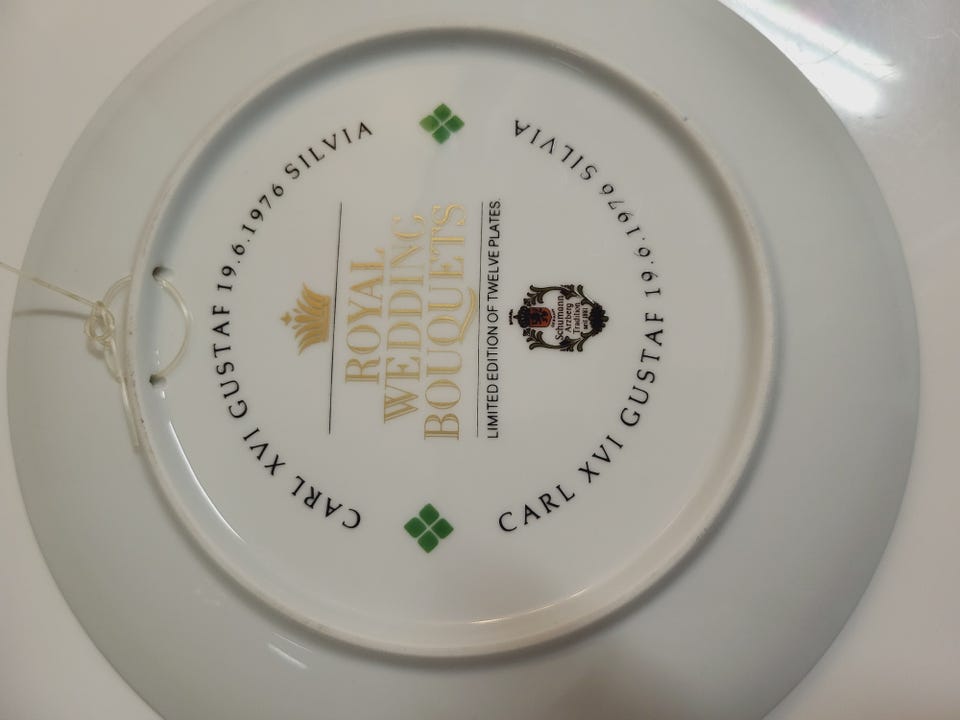 CARL XVI GUSTAF 19.6.1976 SILVIA
ROYAL
WEDDING
BOUQUETS
LIMITED EDITION OF TWELVE PLATES.
Schumann
Arzberg
Tradition
CARL XVI GUSTAF 19.6.1976 SILVIA